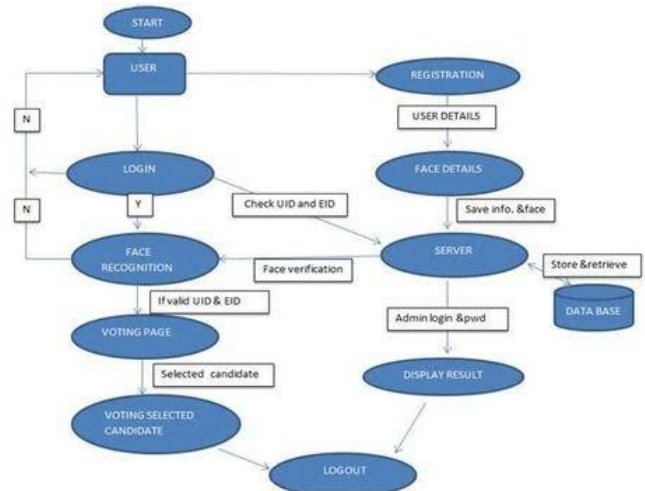 START
USER
REGISTRATION
N
USER DETAILS
LOGIN
FACE DETAILS
N
Y
Check UID and EID
Save info. &face
FACE
RECOGNITION
Face verification
SERVER
Store &retrieve
If valid UID & EID
Admin login &pwd
DATA BASE
VOTING PAGE
Selected candidate
DISPLAY RESULT
VOTING SELECTED
CANDIDATE
LOGOUT